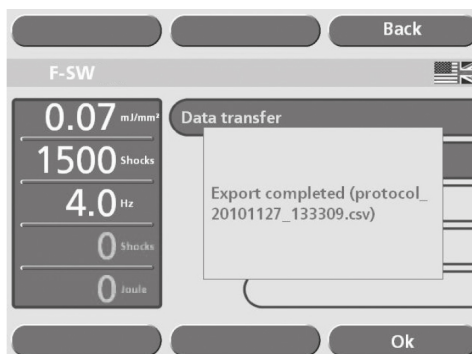 Back
F-SW
0.07 mJ/mm²
Data transfer
1500 Shocks
4.0 Hz
Export completed (protocol_
20101127_133309.csv)
0 Shocks
0 Joule
Ok